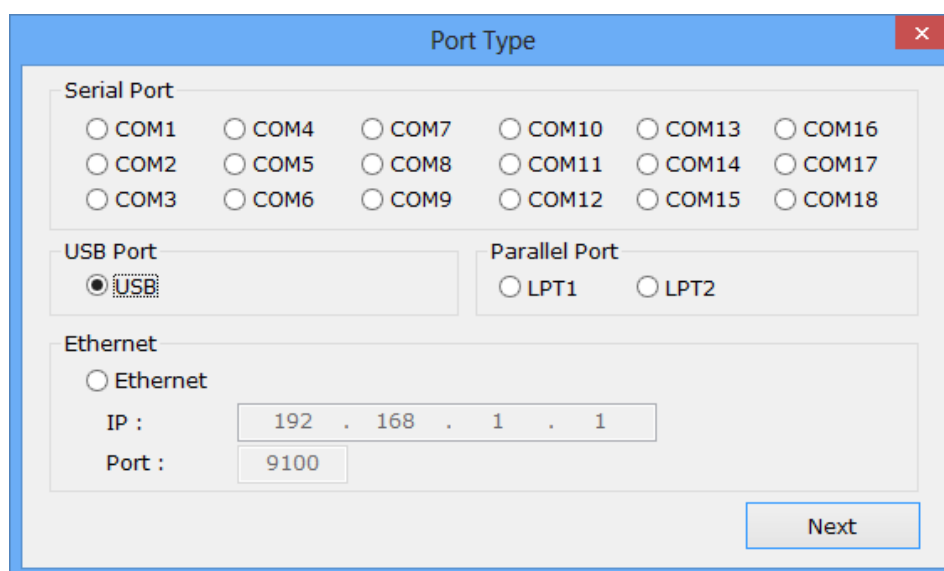 Port Type
Serial Port
COM1 COM4 COM7 COM10 COM13 COM16
COM2 COM5 COM8 COM11 COM14 COM17
COM3 COM6 COM9 COM12 COM15 COM18
USB Port
USB
Parallel Port
LPT1 LPT2
Ethernet
Ethernet
IP : 192 . 168 . 1 . 1
Port : 9100
Next